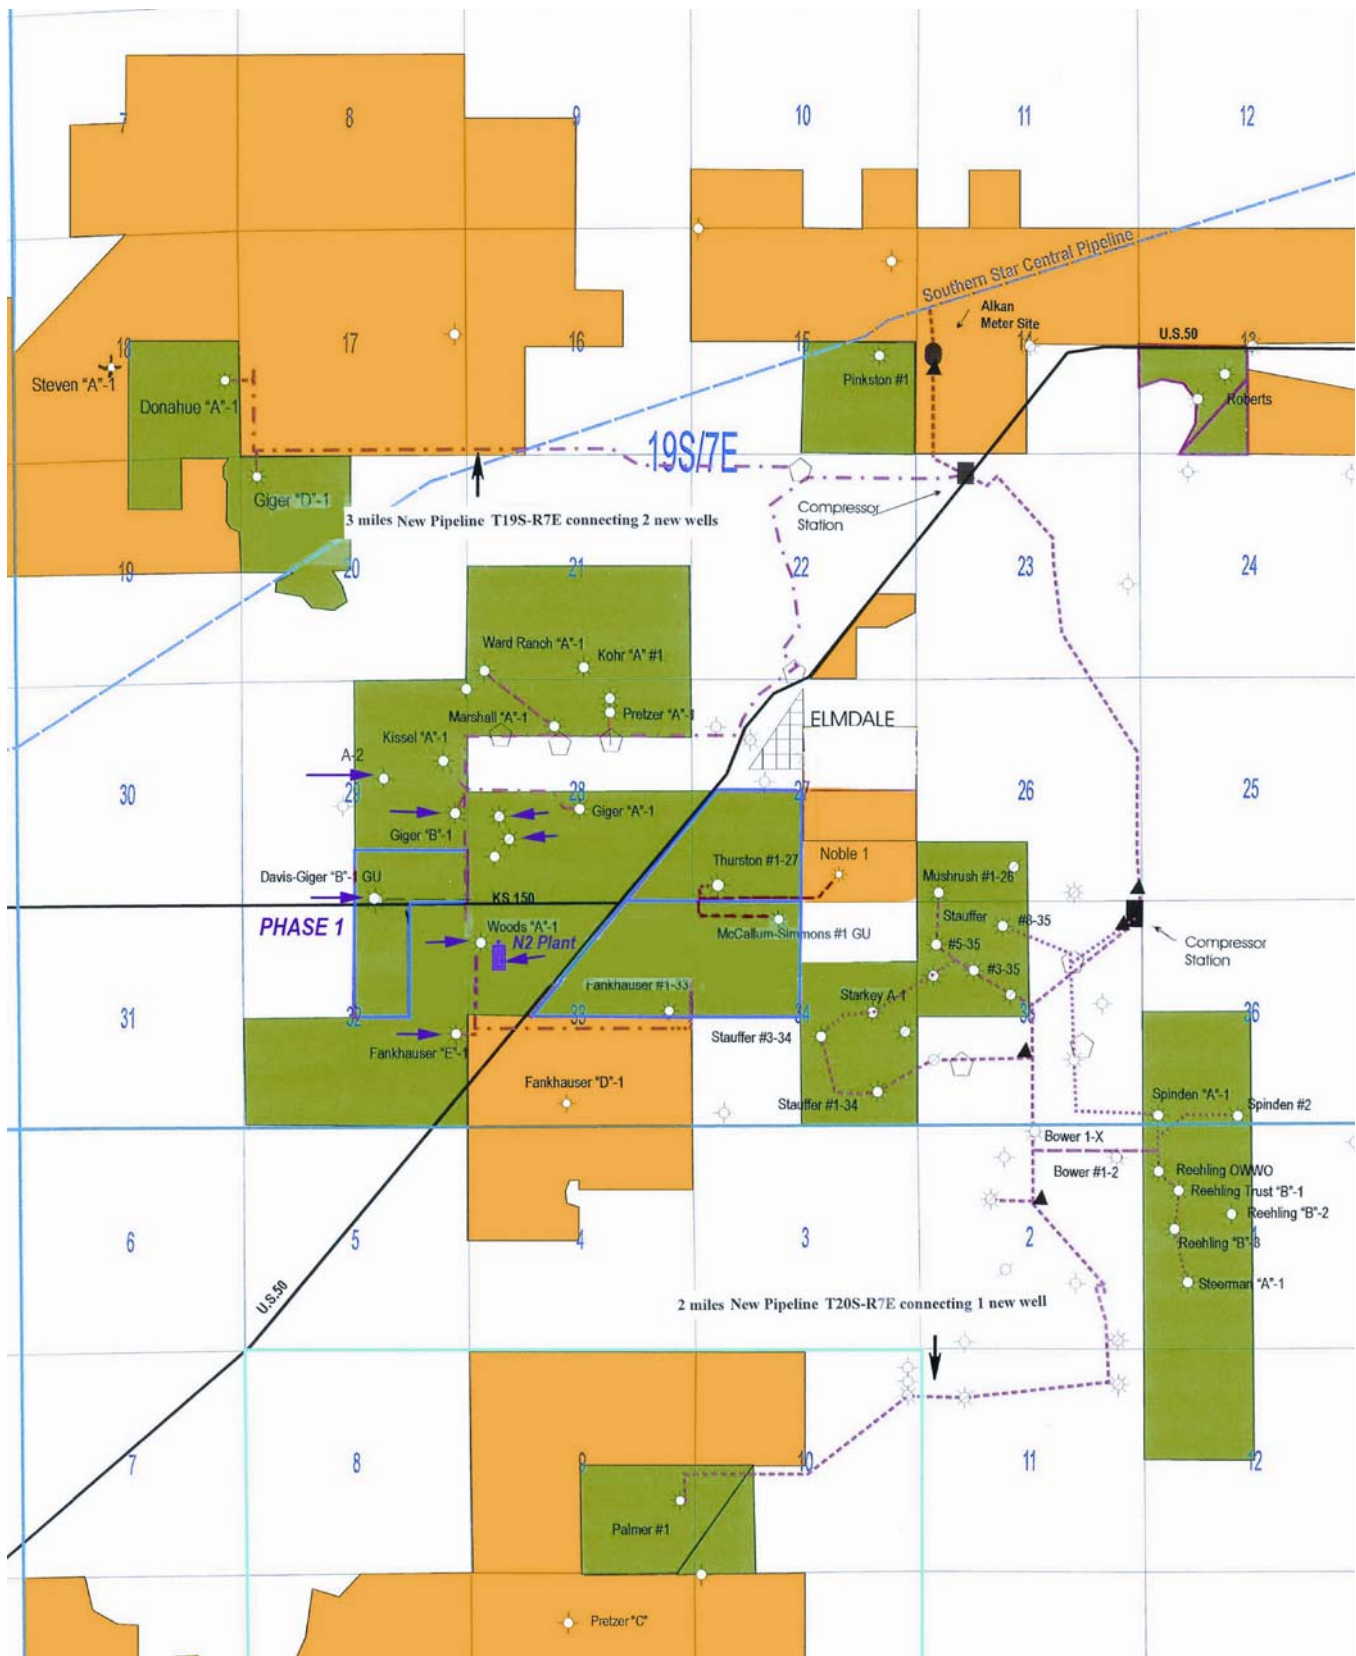 7
8
9
10
11
12
Southern Star Central Pipeline
Alkan
Meter Site
U.S.50
18
17
16
15
14
13
Steven "A"-1
Donahue "A"-1
Pinkston #1
Roberts
19S/7E
Giger "D"-1
Compressor
Station
3 miles New Pipeline T19S-R7E connecting 2 new wells
19
20
21
22
23
24
Ward Ranch "A"-1
Kohr "A" #1
Marshall "A"-1
Pretzer "A"-1
ELMDALE
Kissel "A"-1
A-2
30
29
28
27
26
25
Giger "A"-1
Giger "B"-1
Thurston #1-27
Noble 1
Davis-Giger "B"-1 GU
Mushrush #1-26
KS 150
PHASE 1
Woods "A"-1
N2 Plant
McCallum-Simmons #1 GU
Stauffer
#8-35
#5-35
#3-35
Compressor
Station
Fankhauser #1-33
Starkey A-1
31
32
33
34
35
36
Stauffer #3-34
Fankhauser "E"-1
Fankhauser "D"-1
Stauffer #1-34
Spinden "A"-1
Spinden #2
Bower 1-X
Bower #1-2
Reehling OWWO
Reehling Trust "B"-1
Reehling "B"-2
Reehling "B"-3
6
5
4
3
2
1
Steerman "A"-1
U.S.50
2 miles New Pipeline T20S-R7E connecting 1 new well
7
8
9
10
11
12
Palmer #1
Pretzer "C"